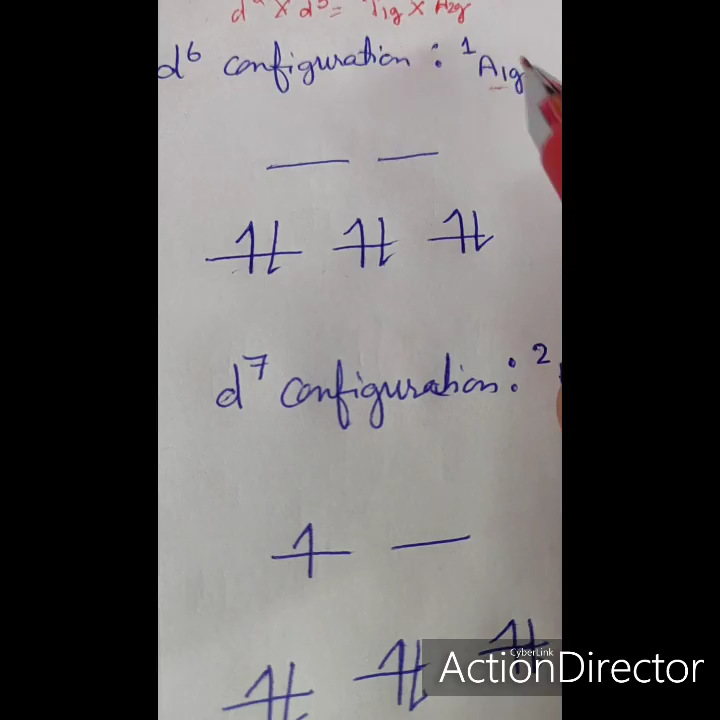 d⁶ configuration : ¹A₁g
d⁷ configuration : ²
CyberLink
ActionDirector